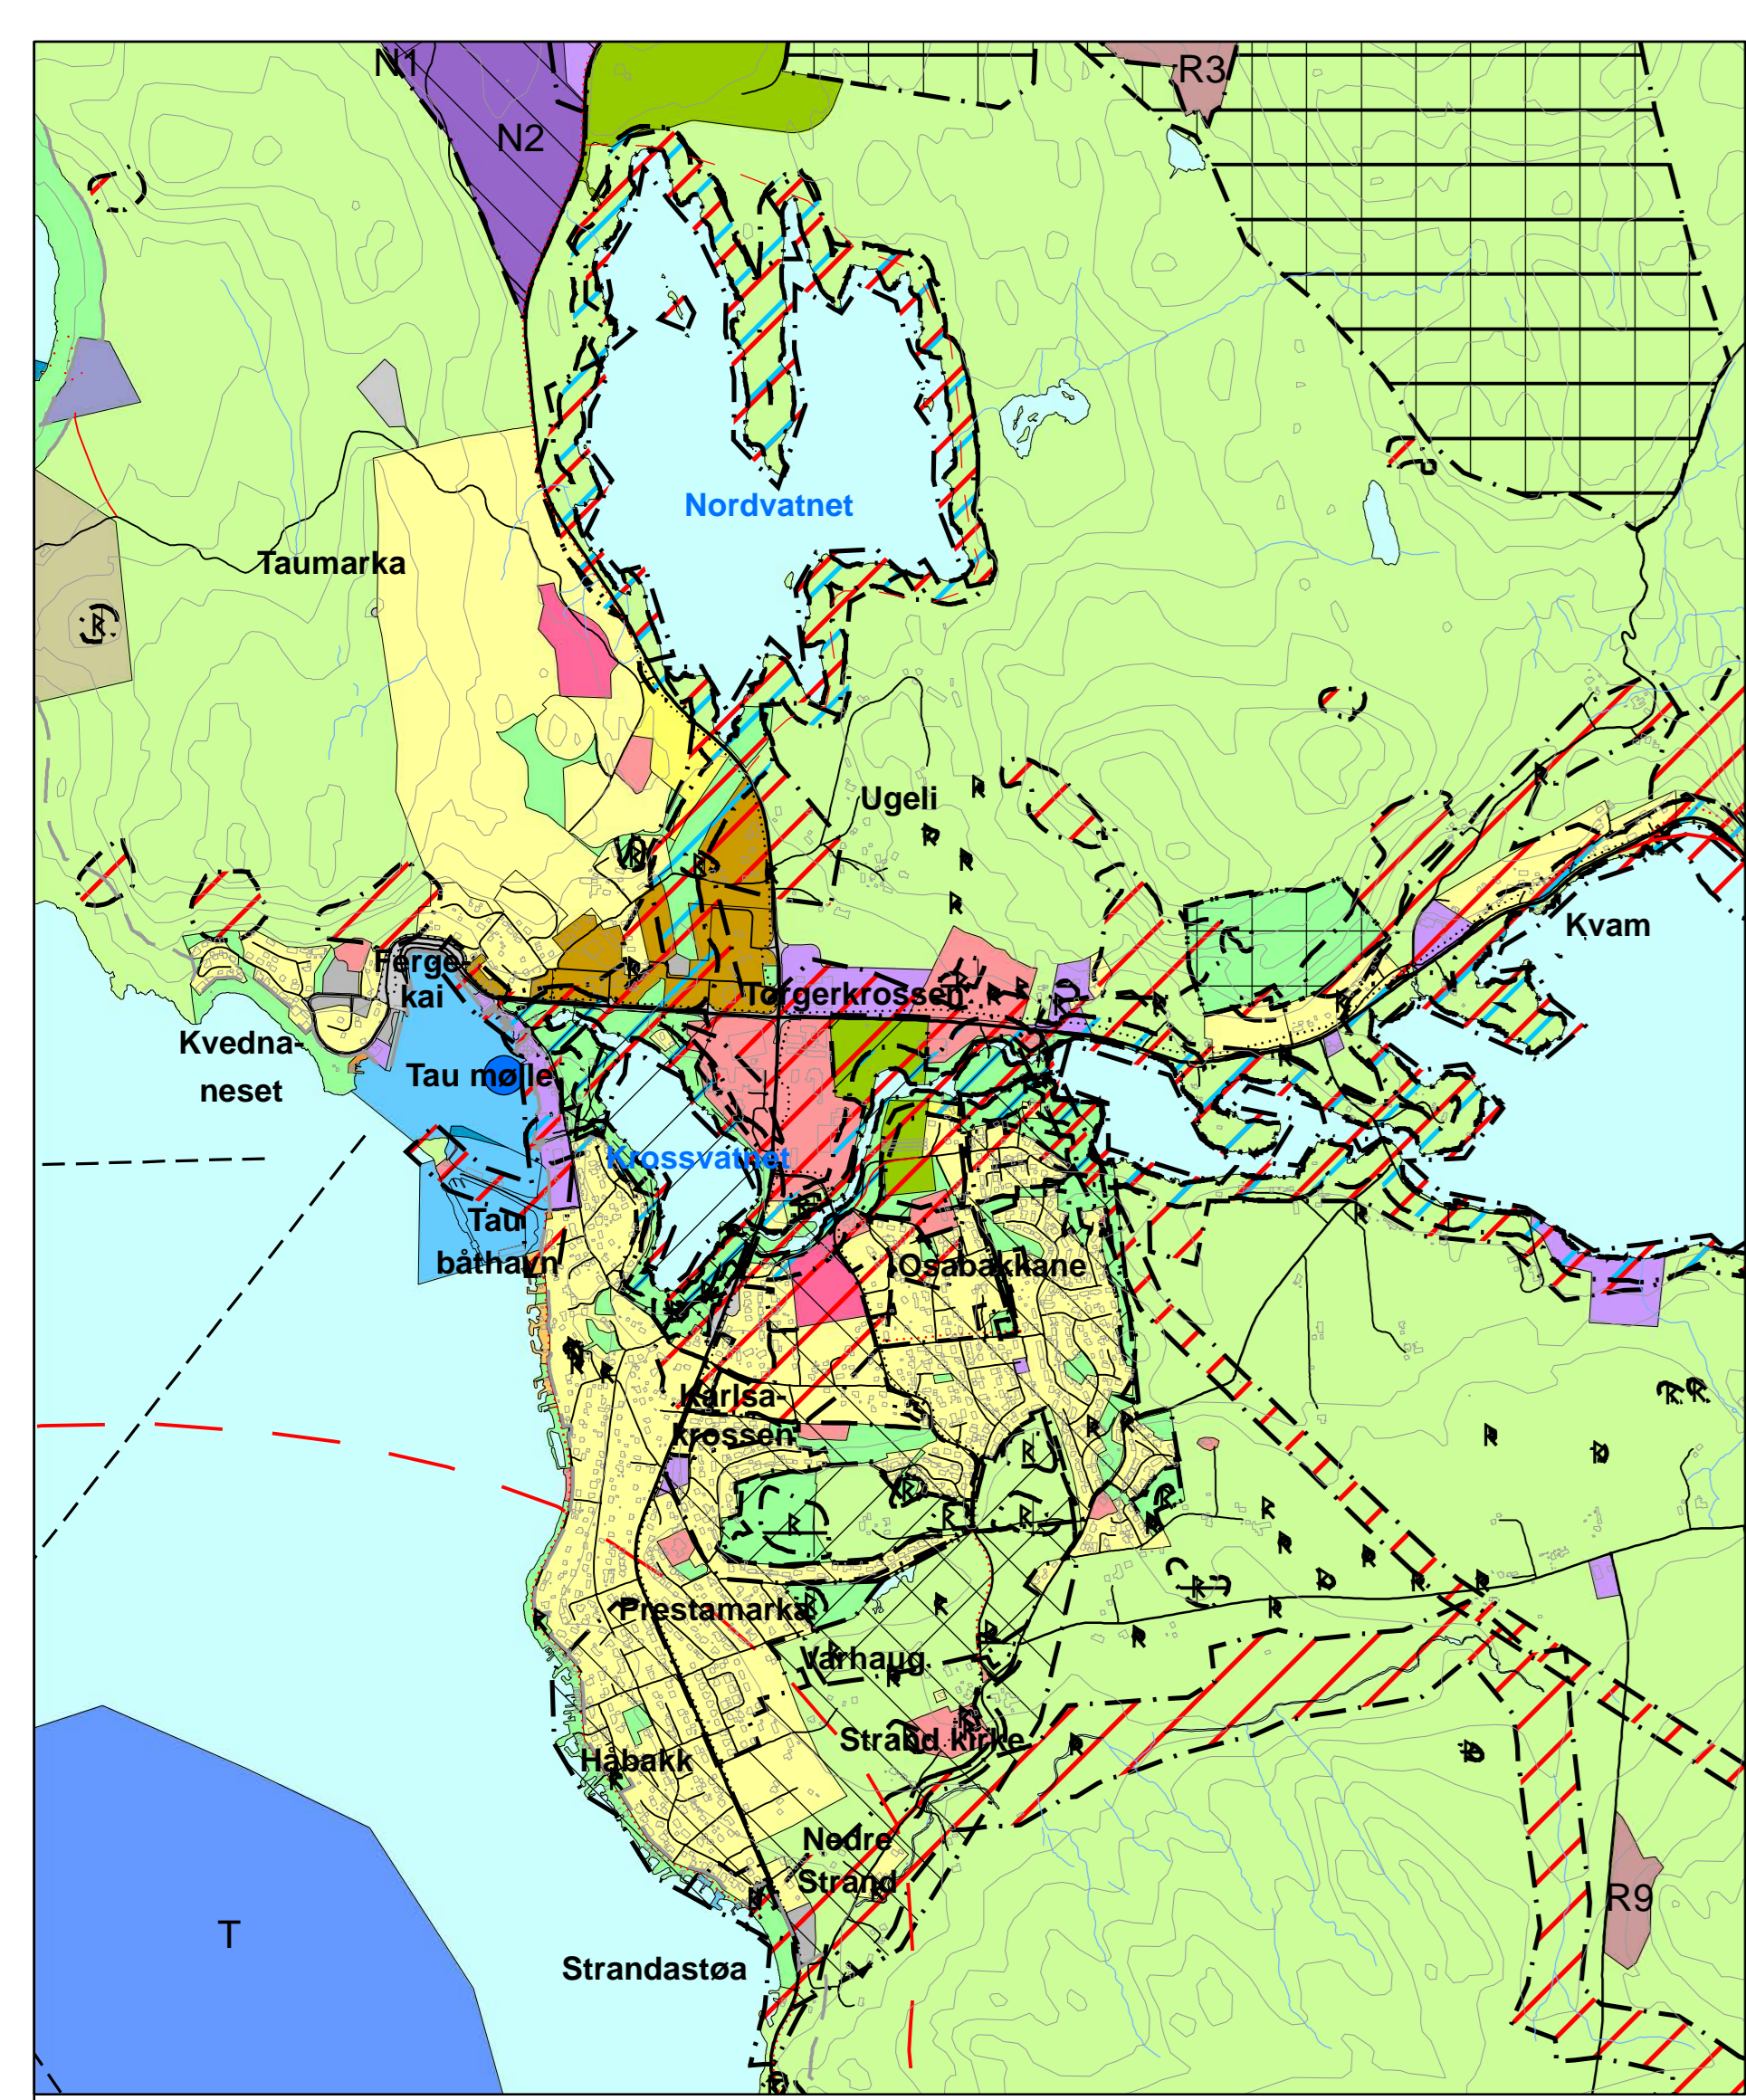 N1
R3
N2
Nordvatnet
Taumarka
Ugeli
Kvam
Ferge-
kai
Torgerkrossen
Kvedna-
neset
Tau mølle
Krossvatnet
Tau
båthavn
Osabakkane
Karlsa-
krossen
Prestamarka
Varhaug
Strand kirke
Håbakk
Nedre
Strand
R9
T
Strandastøa